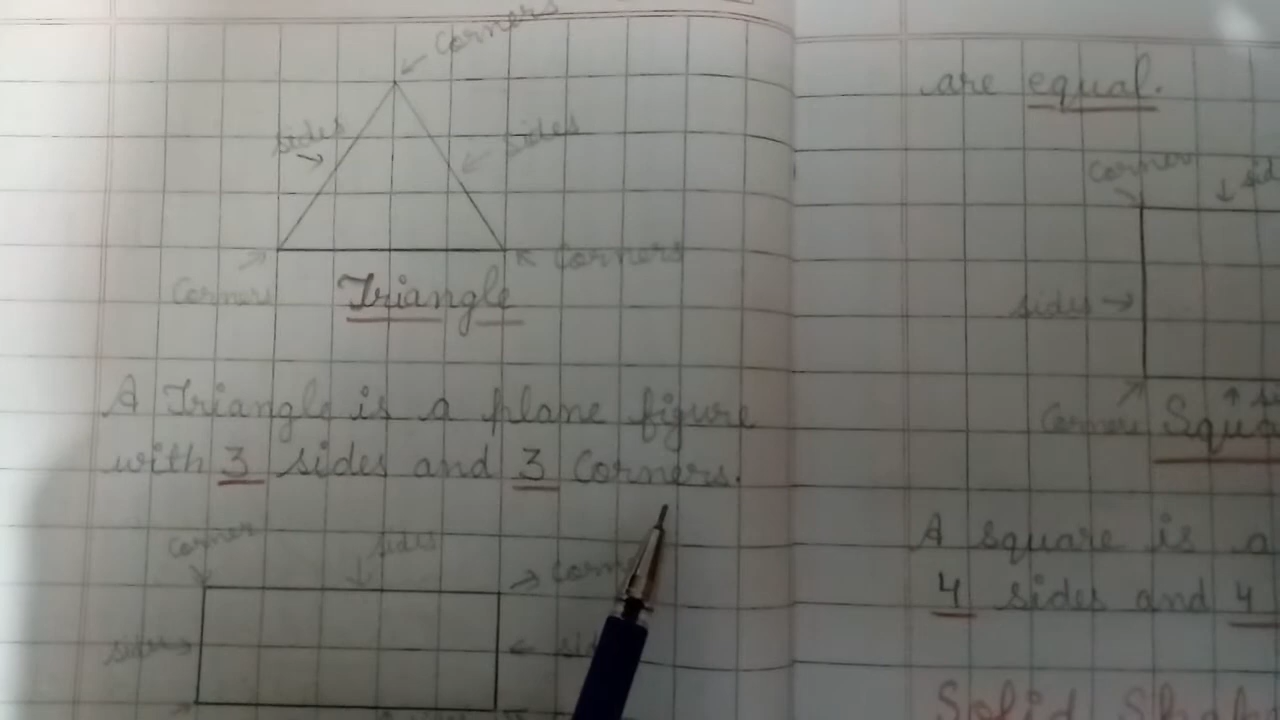 Corners
sides
sides
Corners
Corners
Triangle
A Triangle is a plane figure
with 3 sides and 3 Corners.
Corner
sides
sides
are equal.
Corner
sides
Corner
A square is a
4 sides and 4
Solid